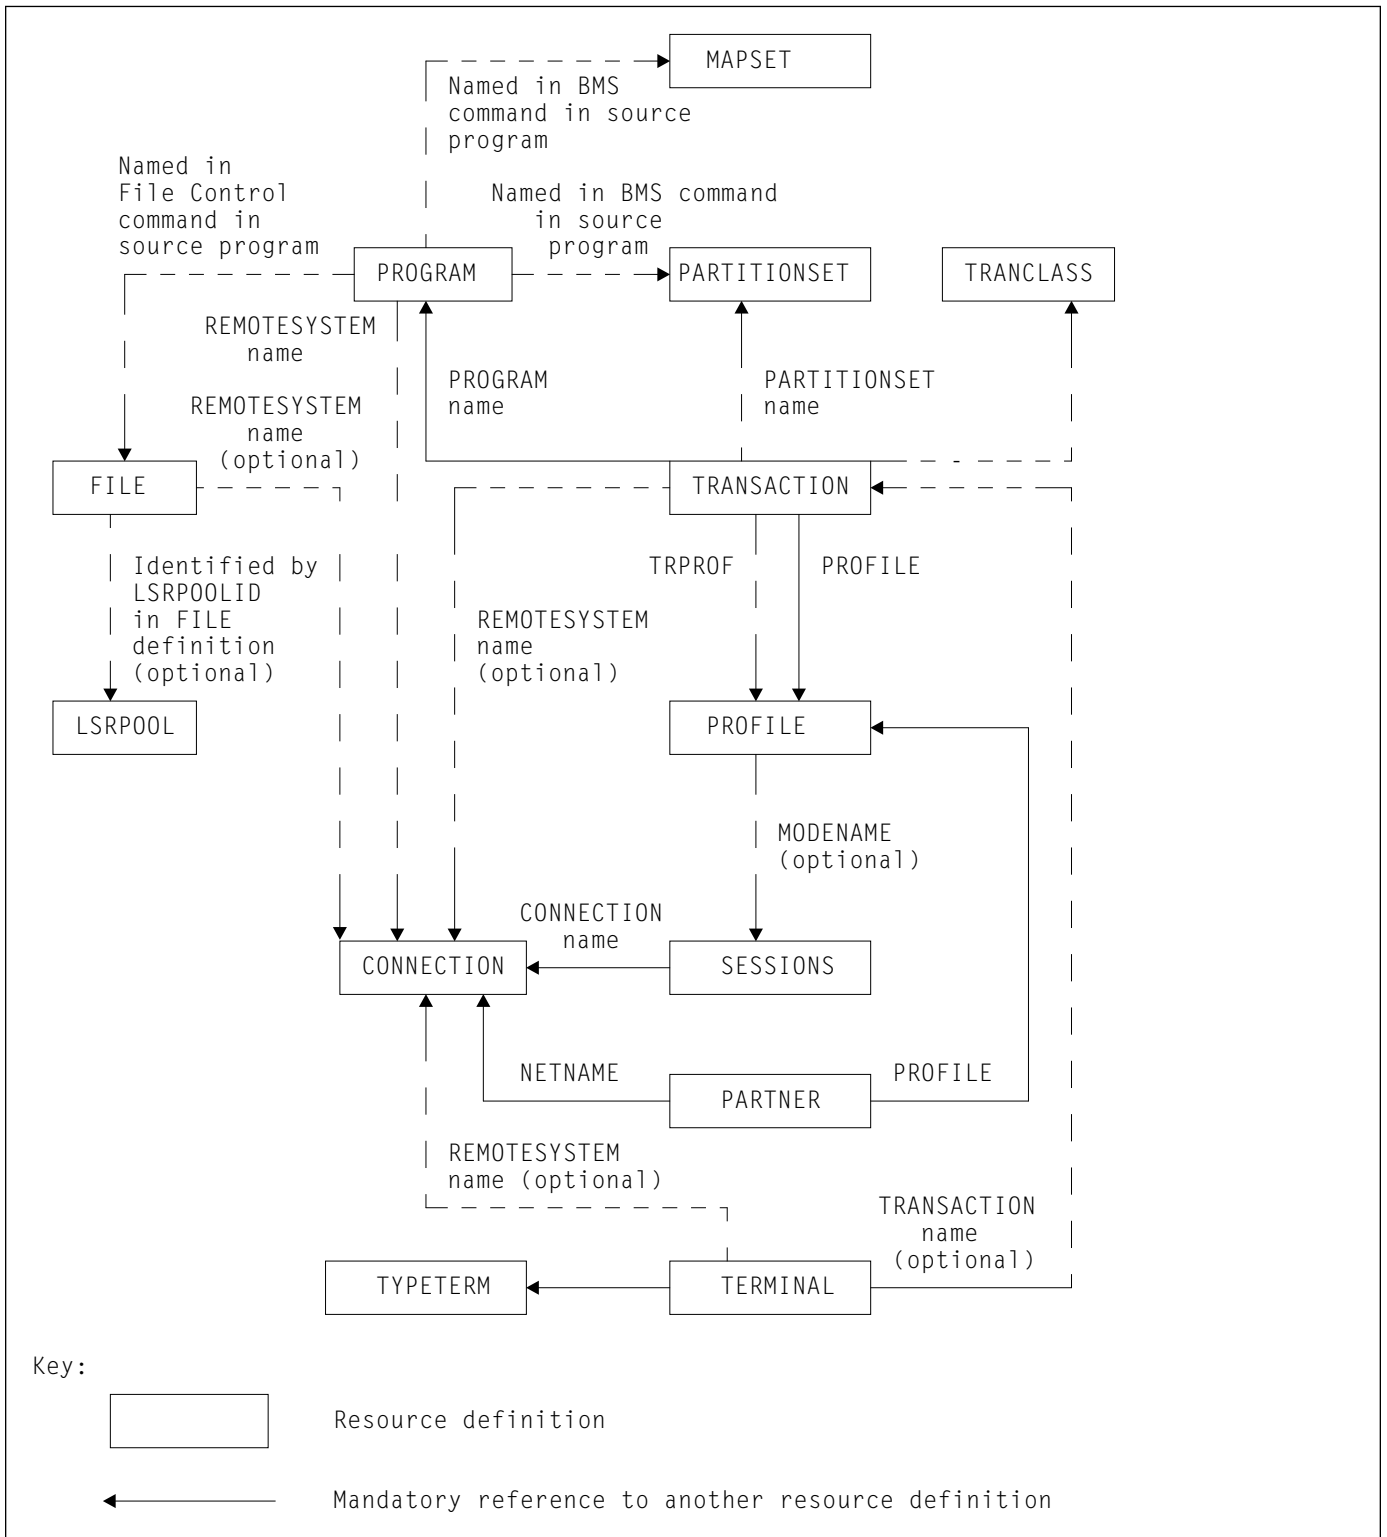 MAPSET
Named in BMS
command in source
program
Named in
File Control
command in
source program
Named in BMS command
in source
program
PROGRAM
PARTITIONSET
TRANCLASS
REMOTESYSTEM
name
PROGRAM
name
PARTITIONSET
name
REMOTESYSTEM
name
(optional)
FILE
TRANSACTION
Identified by
LSRPOOLID
in FILE
definition
(optional)
TRPROF
PROFILE
REMOTESYSTEM
name
(optional)
LSRPOOL
PROFILE
MODENAME
(optional)
CONNECTION
name
CONNECTION
SESSIONS
NETNAME
PROFILE
PARTNER
REMOTESYSTEM
name (optional)
TRANSACTION
name
(optional)
TYPETERM
TERMINAL
Key:
Resource definition
Mandatory reference to another resource definition